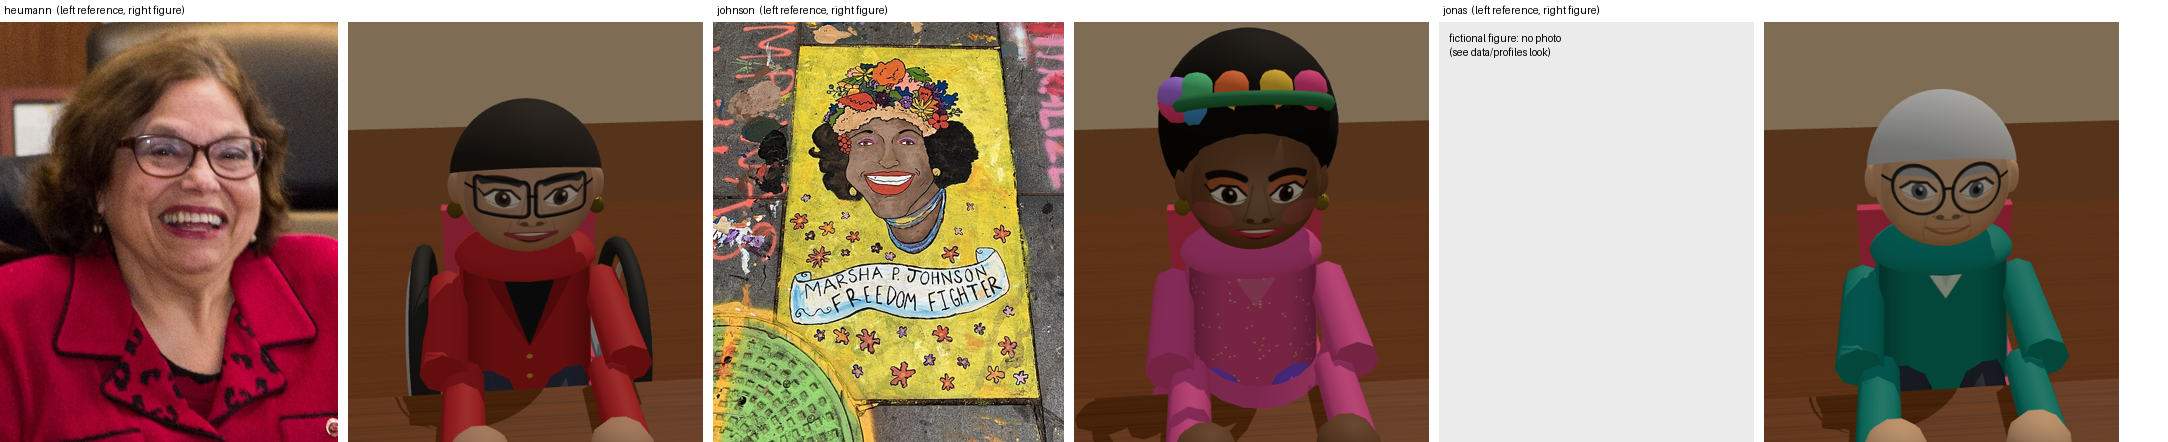 heumann (left reference, right figure)
johnson (left reference, right figure)
jonas (left reference, right figure)
fictional figure: no photo
(see data/profiles look)
MARSHA P. JOHNSON
FREEDOM FIGHTER